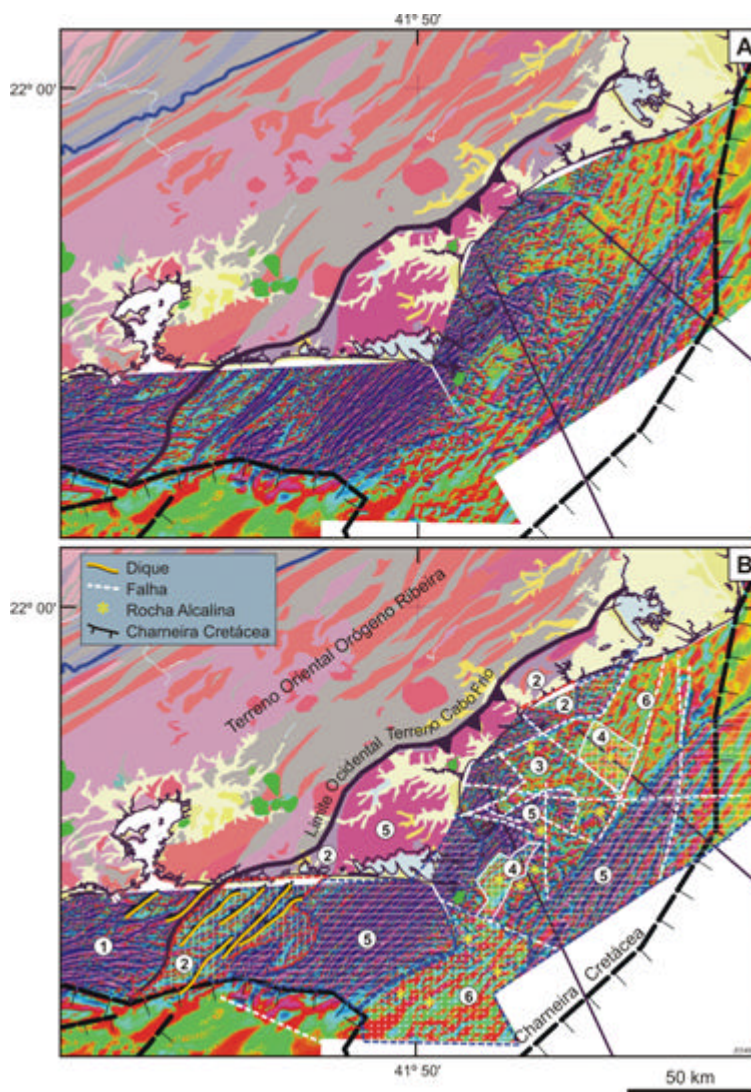 41° 50'
A
22° 00'
B
Dique
Falha
Rocha Alcalina
Charneira Cretácea
22° 00'
Terreno Oriental Orógeno Ribeira
Limite Ocidental Terreno Cabo Frio
2
2
6
4
3
5
5
2
4
5
1
2
5
6
Charneira Cretácea
41° 50'
50 km